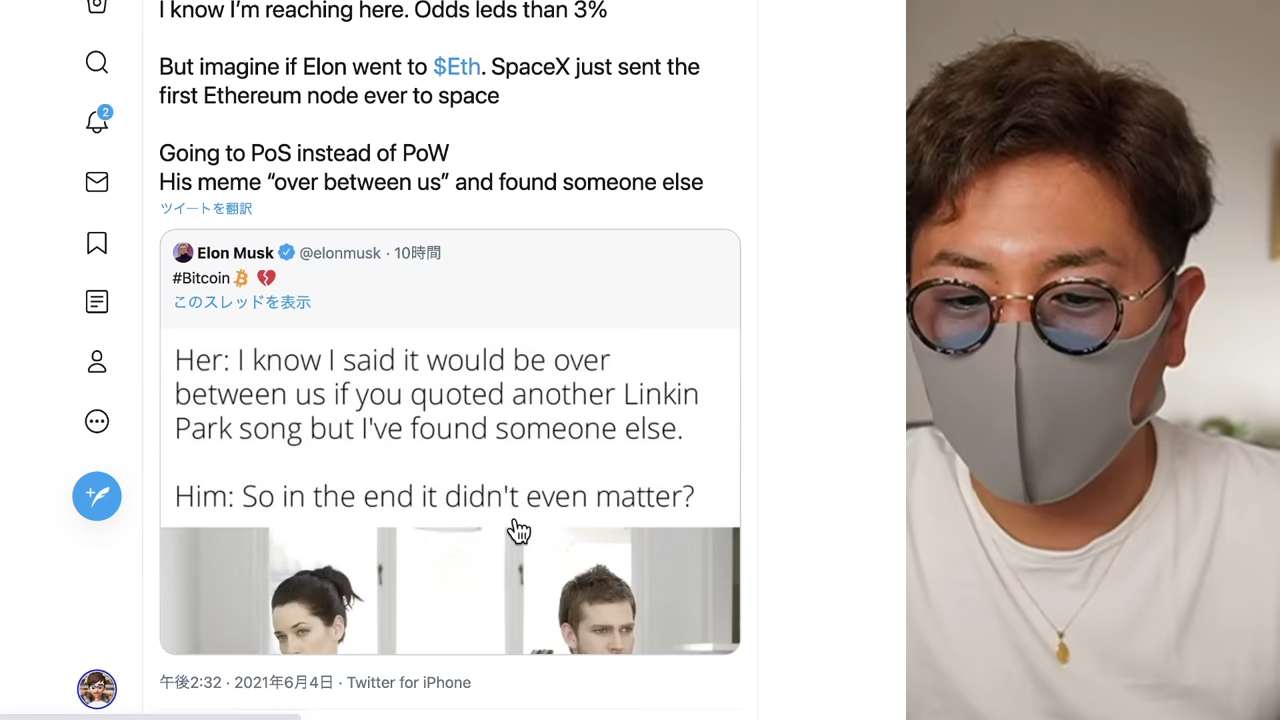 I know I’m reaching here. Odds leds than 3%
But imagine if Elon went to $Eth. SpaceX just sent the
first Ethereum node ever to space
Going to PoS instead of PoW
His meme “over between us” and found someone else
ツイートを翻訳
Elon Musk @elonmusk · 10時間
#Bitcoin
このスレッドを表示
Her: I know I said it would be over
between us if you quoted another Linkin
Park song but I've found someone else.
Him: So in the end it didn't even matter?
午後2:32 · 2021年6月4日 · Twitter for iPhone
2